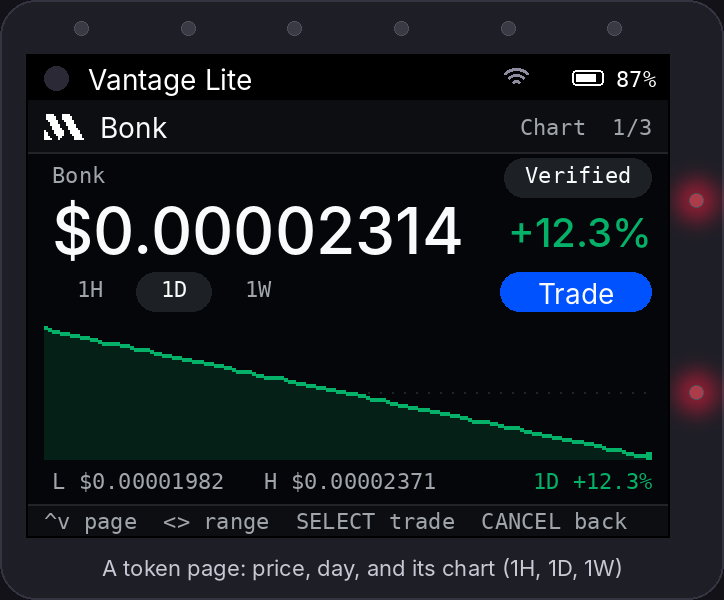 Vantage Lite 87%
Bonk Chart 1/3
Bonk Verified
$0.00002314 +12.3%
1H 1D 1W Trade
L $0.00001982 H $0.00002371 1D +12.3%
^v page <> range SELECT trade CANCEL back
A token page: price, day, and its chart (1H, 1D, 1W)